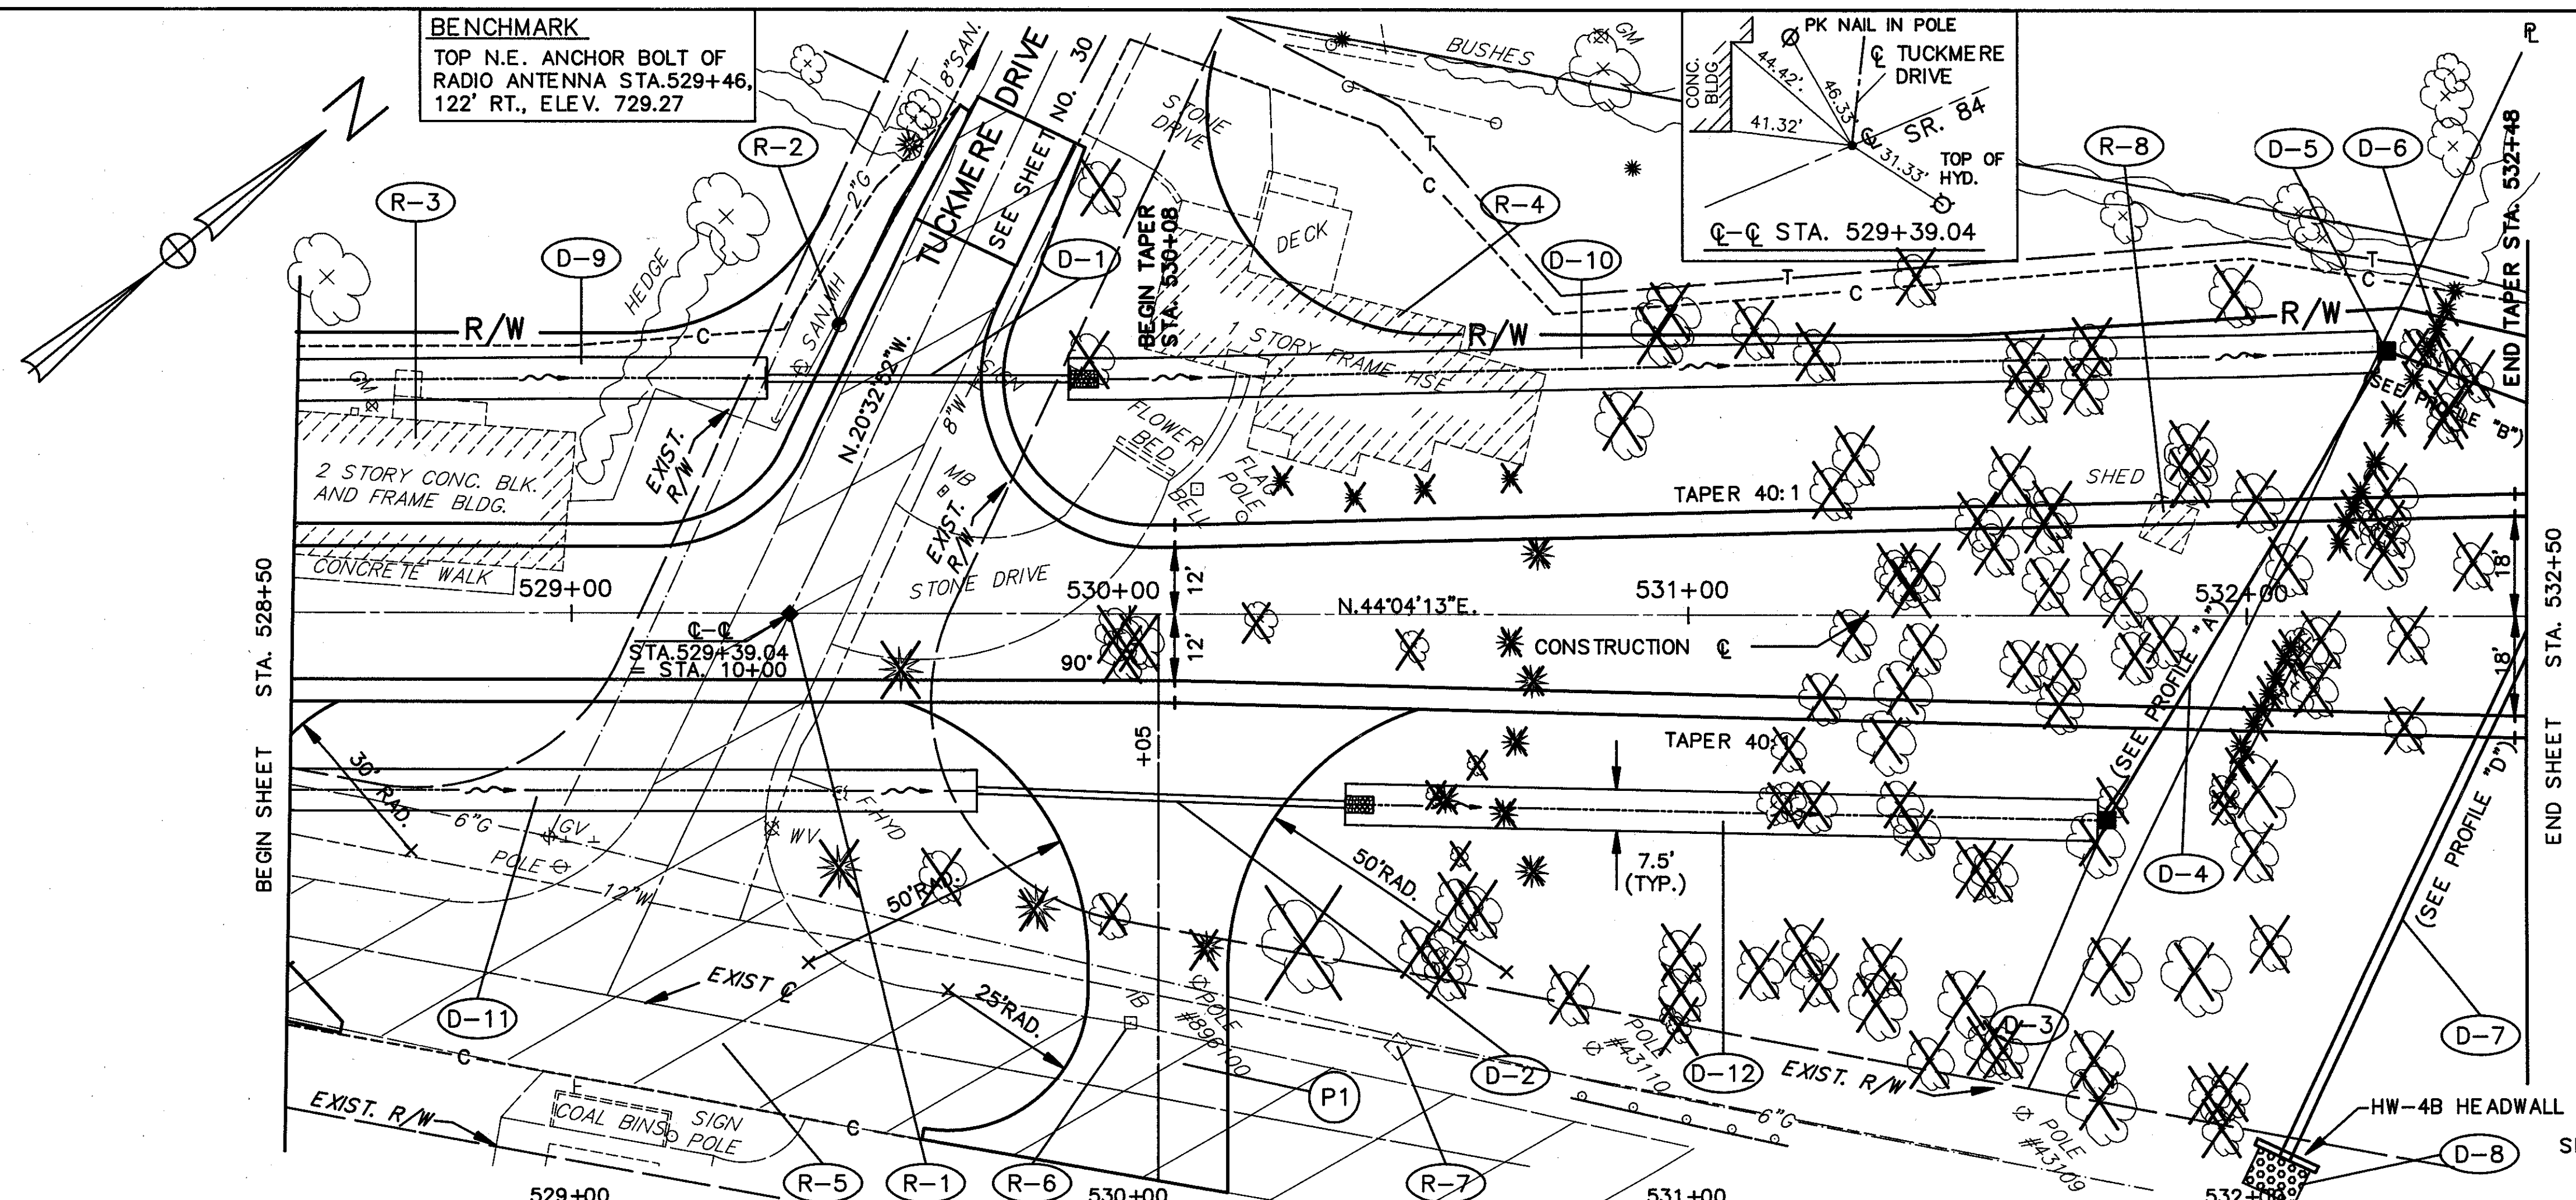 BENCHMARK
TOP N.E. ANCHOR BOLT OF
RADIO ANTENNA STA.529+46,
122' RT., ELEV. 729.27
N
R-3
D-9
R-2
HEDGE
2"G
8"SAN.
TUCKMERE DRIVE
SEE SHEET NO. 30
STONE
DRIVE
D-1
BEGIN TAPER
STA. 530+08
DECK
R-4
D-10
BUSHES
GM
PK NAIL IN POLE
℄ TUCKMERE
DRIVE
CONC.
BLDG.
44.42'
46.33'
41.32'
℄ SR. 84
31.33'
TOP OF
HYD.
℄-℄ STA. 529+39.04
R-8
D-5
D-6
END TAPER STA. 532+48
℞
T
C
T
C
T
C
R/W
C
SAN.MH
N.20°32'52"W.
8"W
SIGN
1 STORY FRAME HSE
R/W
R/W
(SEE PROFILE "B")
GM
2 STORY CONC. BLK.
AND FRAME BLDG.
EXIST.
R/W
MB
EXIST.
R/W
FLOWER
BED
BELL
FLAG
POLE
TAPER 40:1
SHED
CONCRETE WALK
STONE DRIVE
BEGIN SHEET STA. 528+50
529+00
530+00
12'
N.44°04'13"E.
531+00
532+00
18'
END SHEET STA. 532+50
℄-℄
STA.529+39.04
= STA. 10+00
90°
12'
CONSTRUCTION ℄
18'
+05
TAPER 40:1
(SEE PROFILE "A")
(SEE PROFILE "D")
30' RAD.
6"G
GV
POLE
WV
F.HYD
12"W
50'RAD.
50'RAD.
7.5'
(TYP.)
D-4
EXIST ℄
D-11
25'RAD.
1B
POLE
#896100
POLE
#43110
D-3
D-7
C
D-2
D-12
EXIST. R/W
P1
EXIST. R/W
COAL BINS
SIGN
POLE
C
6"G
POLE
#43109
HW-4B HEADWALL
D-8
R-5
R-1
R-6
R-7
529+00
530+00
531+00